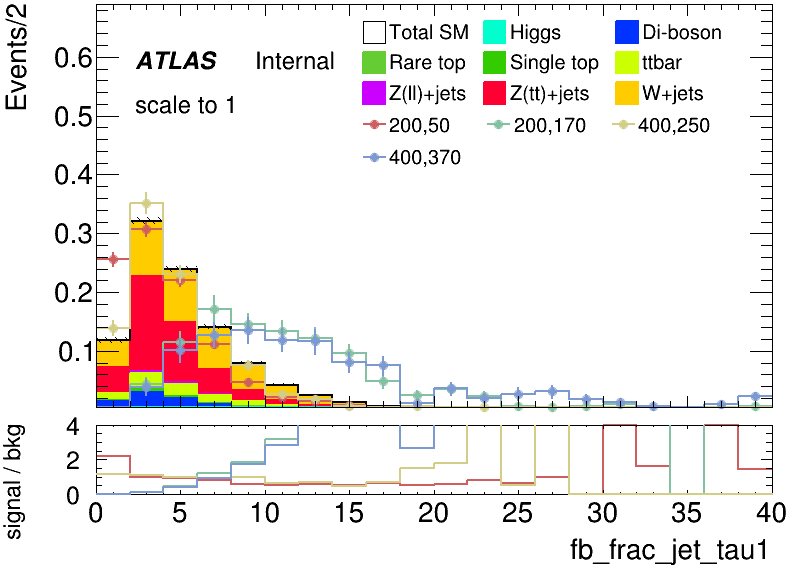 Events/2
0.6
0.5
0.4
0.3
0.2
0.1
ATLAS Internal
scale to 1
Total SM Higgs Di-boson
Rare top Single top ttbar
Z(ll)+jets Z(tt)+jets W+jets
200,50 200,170 400,250
400,370
signal / bkg
4
2
0
0 5 10 15 20 25 30 35 40
fb_frac_jet_tau1